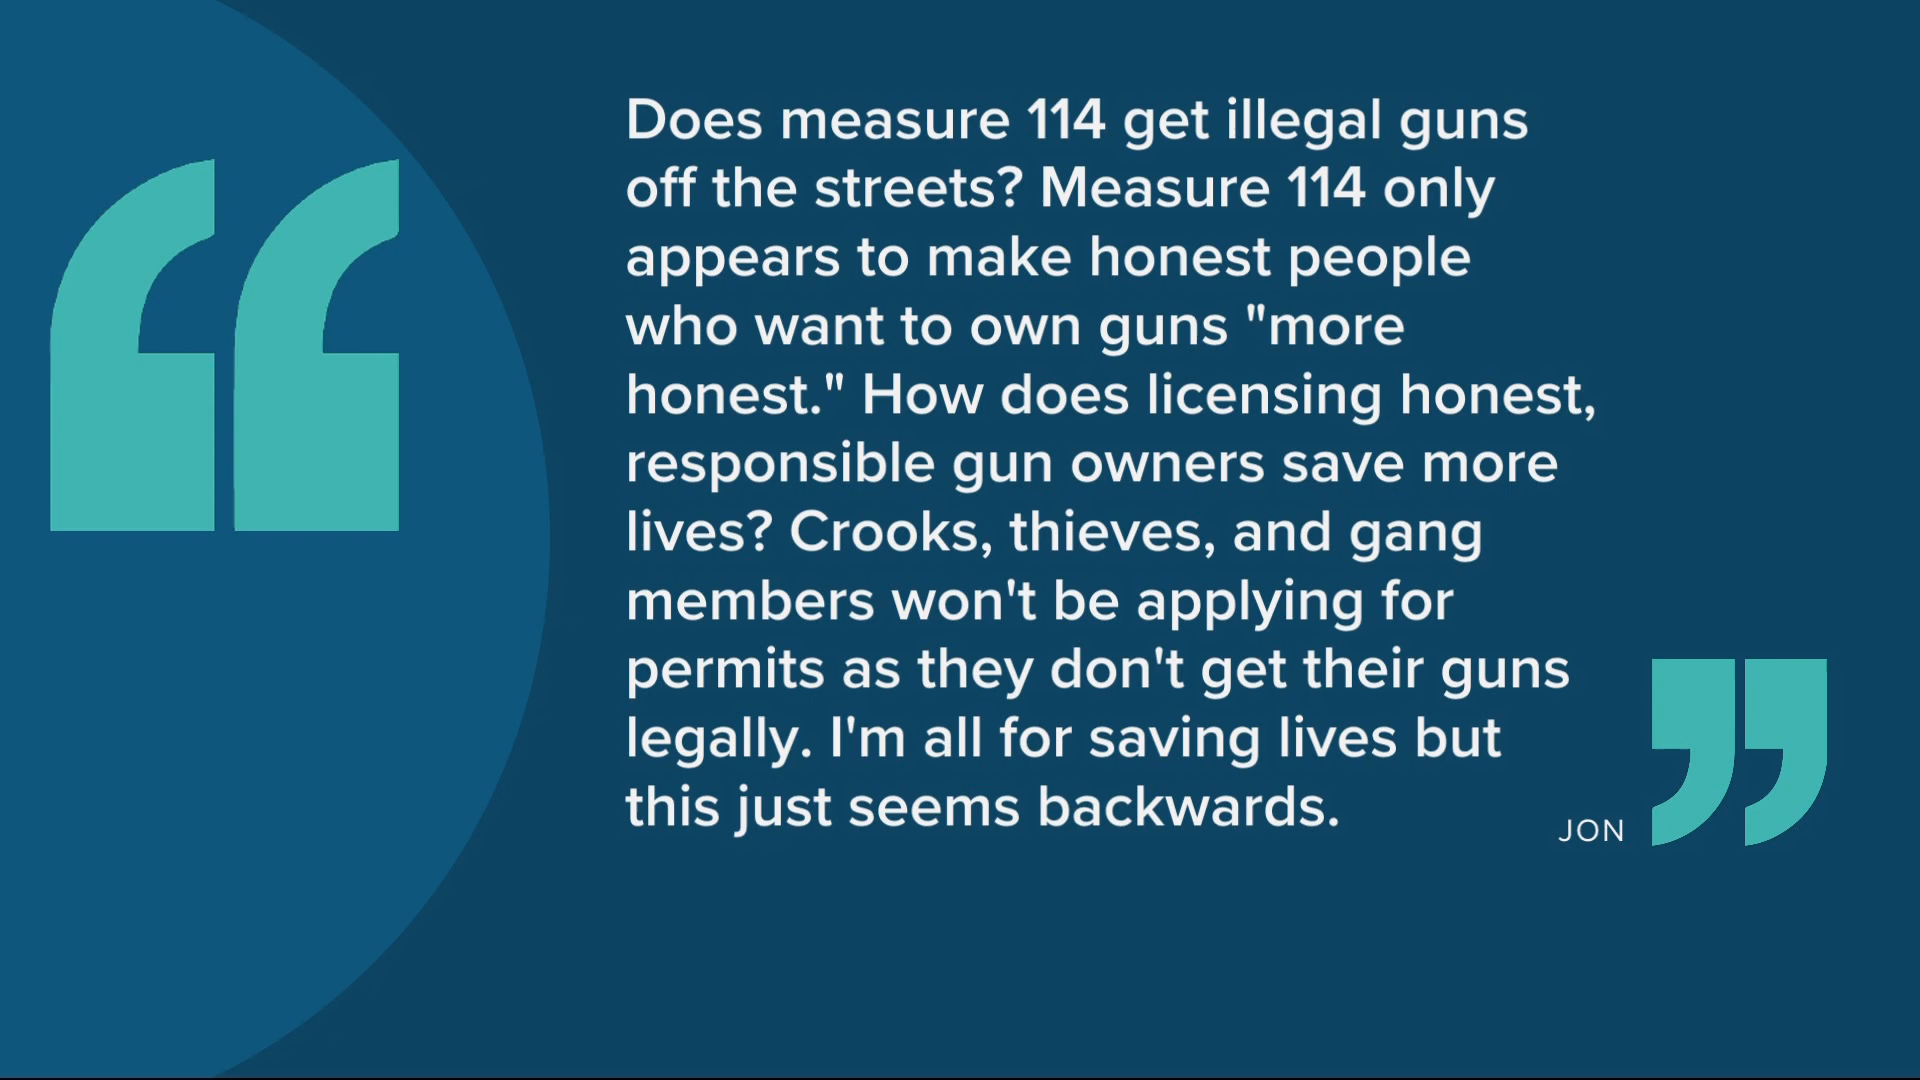 Does measure 114 get illegal guns
off the streets? Measure 114 only
appears to make honest people
who want to own guns "more
honest." How does licensing honest,
responsible gun owners save more
lives? Crooks, thieves, and gang
members won't be applying for
permits as they don't get their guns
legally. I'm all for saving lives but
this just seems backwards.
JON